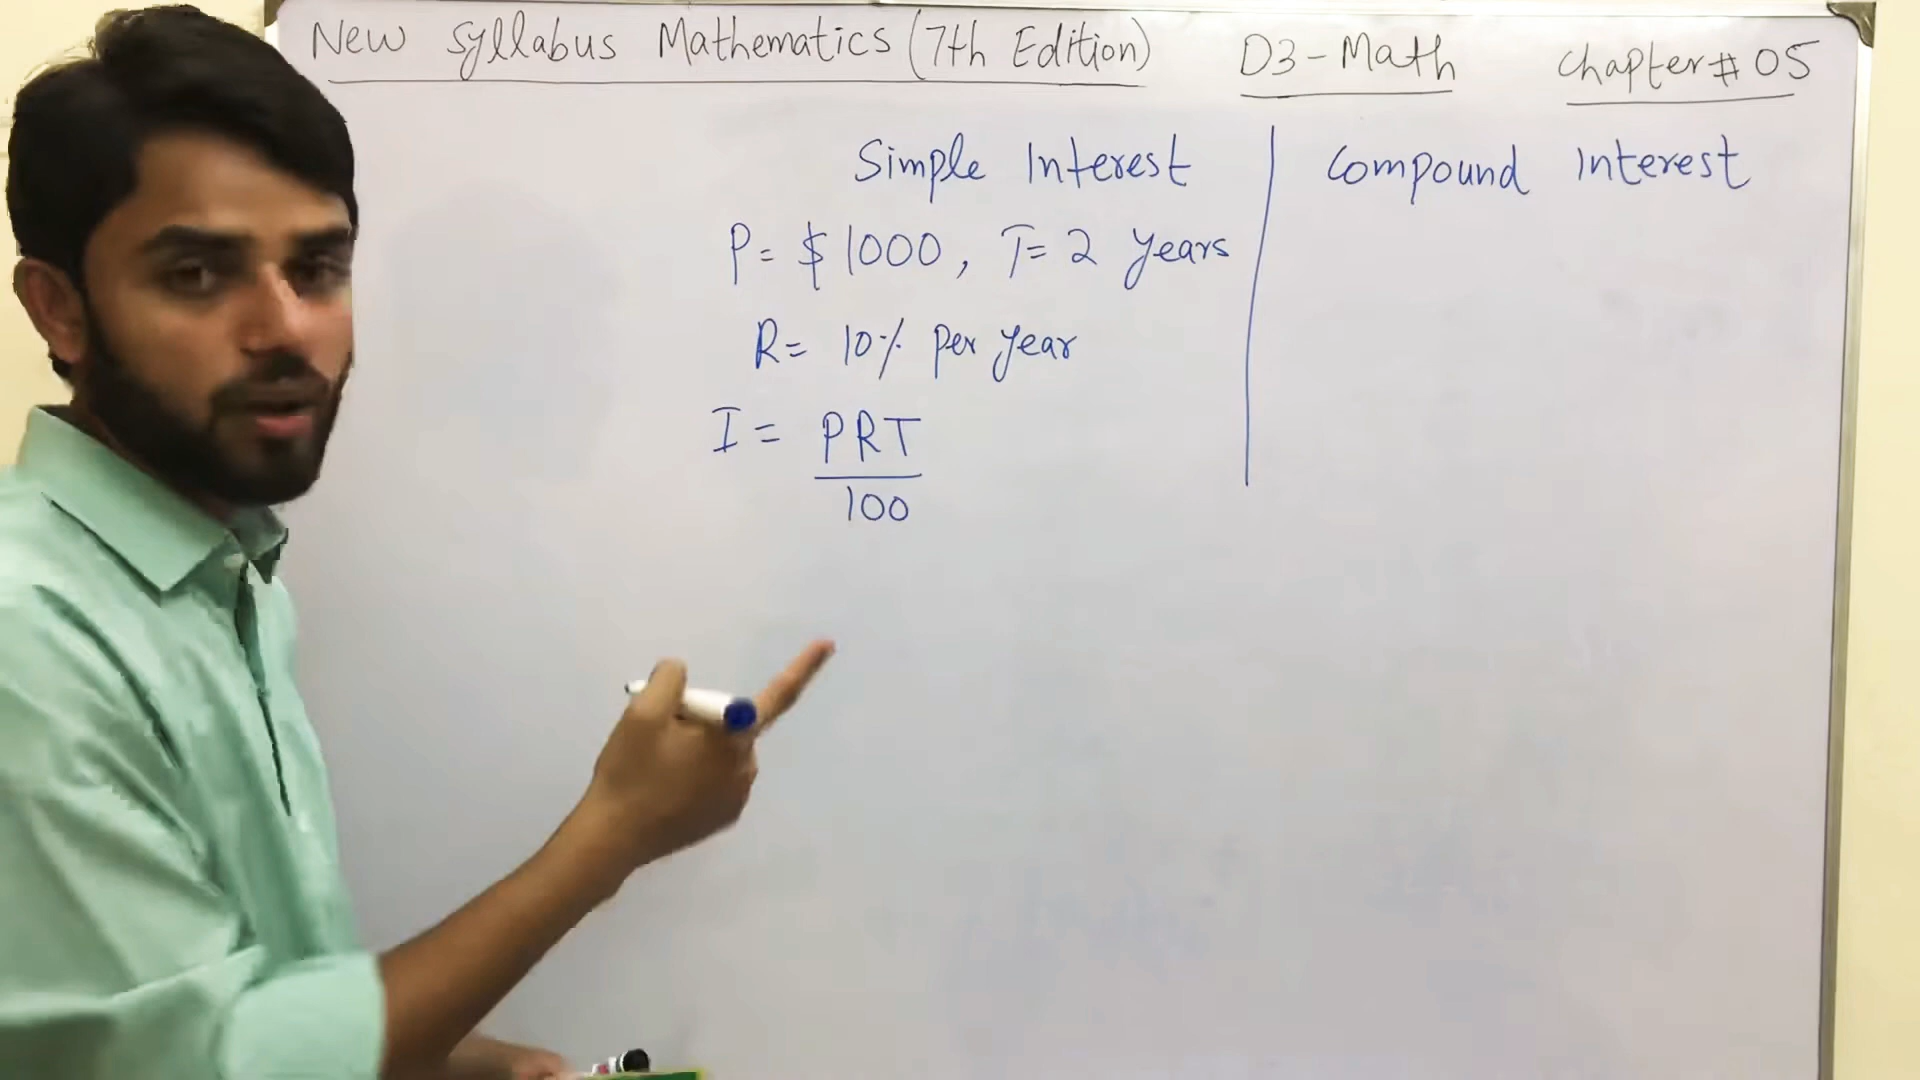 New Syllabus Mathematics (7th Edition) D3-Math Chapter # 05
Simple Interest Compound Interest
P= $ 1000, T= 2 years
R= 10% per year
I = PRT
100